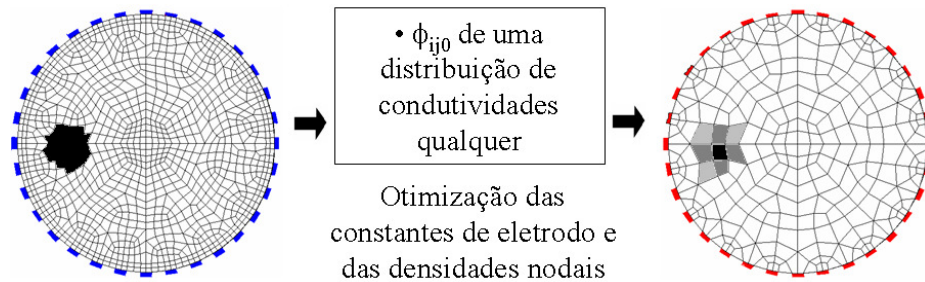 • ϕij0 de uma
distribuição de
condutividades
qualquer
Otimização das
constantes de eletrodo e
das densidades nodais